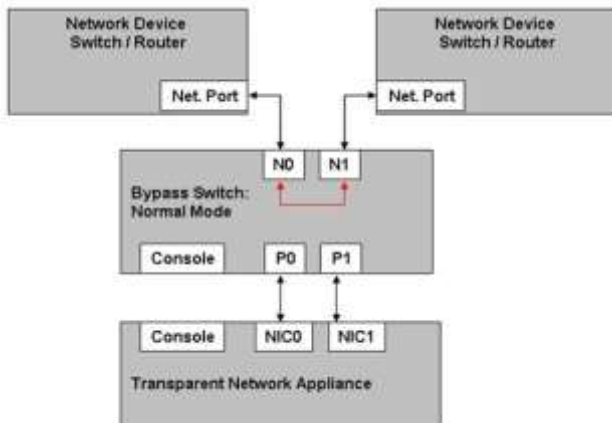 Network Device
Switch / Router
Net. Port
Network Device
Switch / Router
Net. Port
N0
N1
Bypass Switch:
Normal Mode
Console
P0
P1
Console
NIC0
NIC1
Transparent Network Appliance